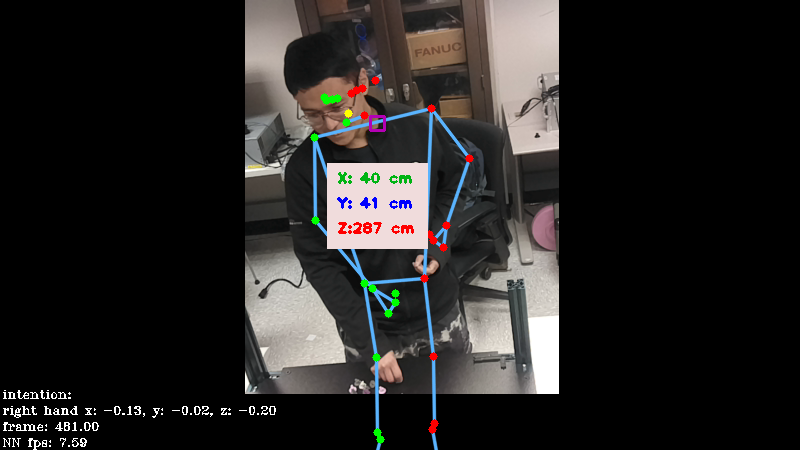 FANUC
X: 40 cm
Y: 41 cm
Z:287 cm
intention:
right hand x: −0.13, y: −0.02, z: −0.20
frame: 481.00
NN fps: 7.59